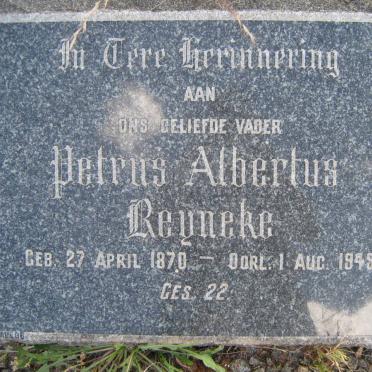 In Tere Herinnering
AAN
ONS GELIEFDE VADER
Petrus Albertus
Reyneke
GEB. 27 APRIL 1870 — OORL. 1 AUG. 1948
GES. 22